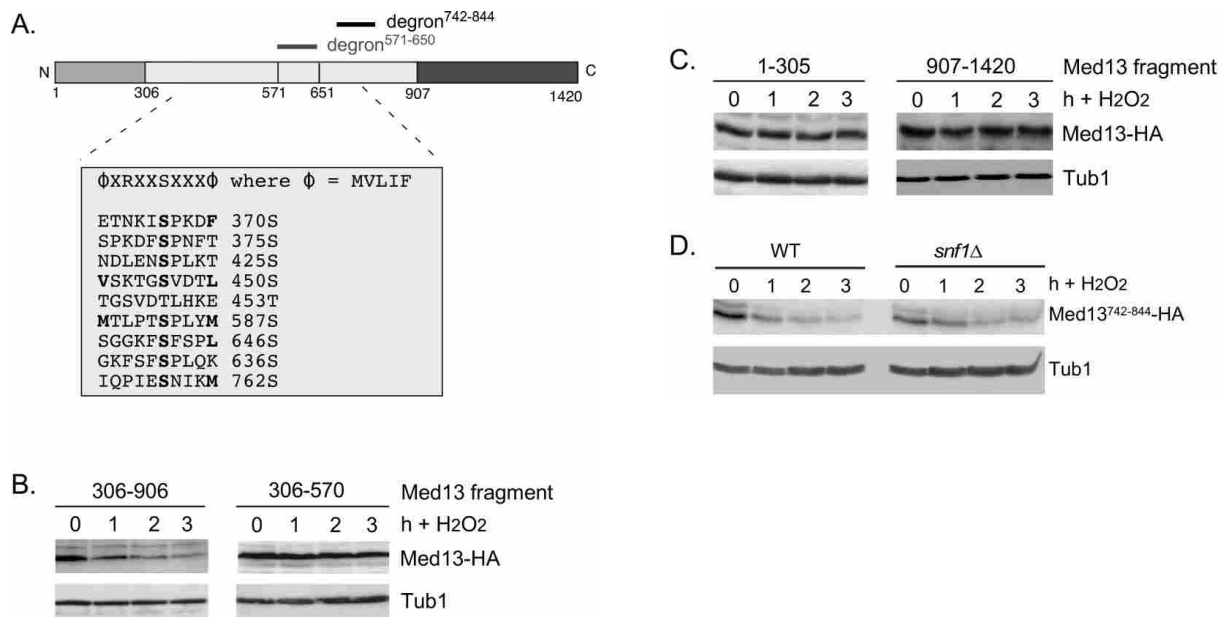 A.
degron742-844
degron571-650
N
C
1 306 571 651 907 1420
ϕXRXXSXXXϕ where ϕ = MVLIF
ETNKISPKDF 370S
SPKDFSPNFT 375S
NDLENSPLKT 425S
VSKTGSVDTL 450S
TGSVDTLHKE 453T
MTLPTSPLYM 587S
SGGKFSFSPL 646S
GKFSFSPLQK 636S
IQPIESNIKM 762S
B.
306-906 306-570 Med13 fragment
0 1 2 3 0 1 2 3 h + H2O2
Med13-HA
Tub1
C.
1-305 907-1420 Med13 fragment
0 1 2 3 0 1 2 3 h + H2O2
Med13-HA
Tub1
D.
WT snf1Δ
0 1 2 3 0 1 2 3 h + H2O2
Med13742-844-HA
Tub1